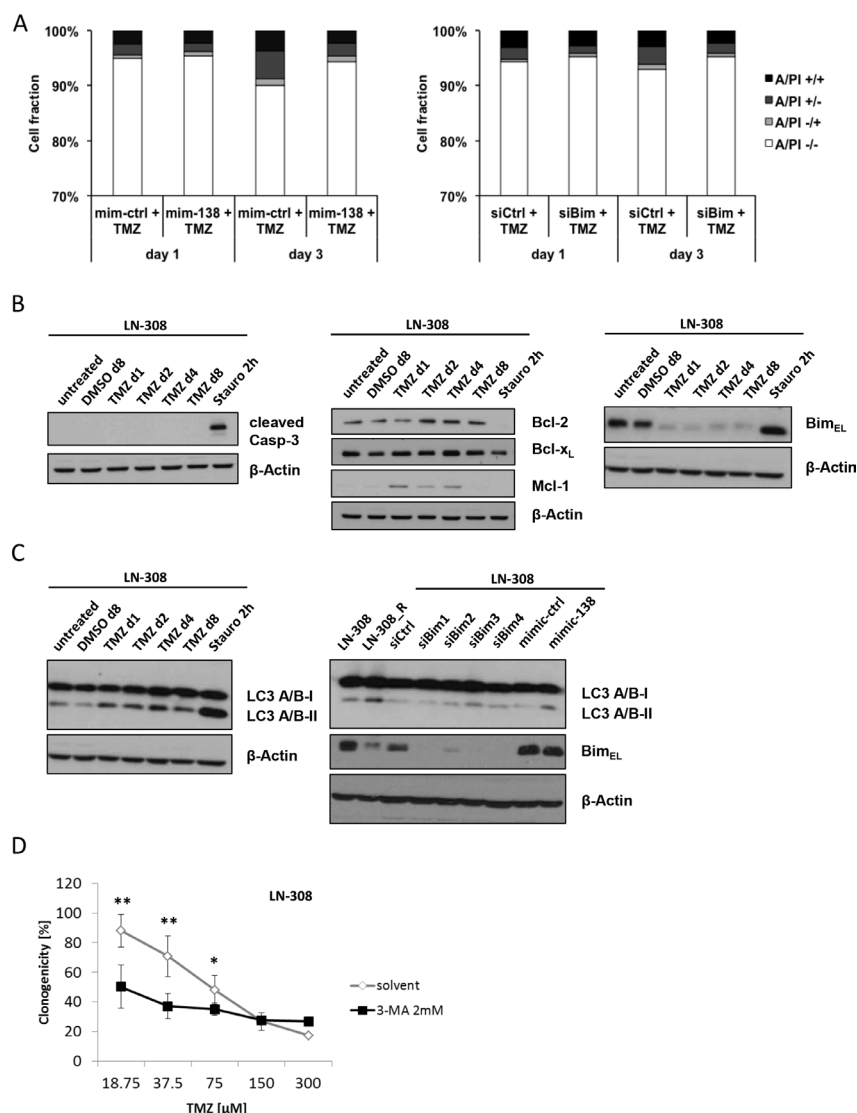 A
100%
90%
80%
70%
Cell fraction
mim-ctrl + TMZ
mim-138 + TMZ
mim-ctrl + TMZ
mim-138 + TMZ
day 1
day 3
100%
90%
80%
70%
Cell fraction
siCtrl + TMZ
siBim + TMZ
siCtrl + TMZ
siBim + TMZ
day 1
day 3
A/PI +/+
A/PI +/-
A/PI -/+
A/PI -/-
B
LN-308
untreated
DMSO d8
TMZ d1
TMZ d2
TMZ d4
TMZ d8
Stauro 2h
cleaved
Casp-3
β-Actin
LN-308
untreated
DMSO d8
TMZ d1
TMZ d2
TMZ d4
TMZ d8
Stauro 2h
Bcl-2
Bcl-xL
Mcl-1
β-Actin
LN-308
untreated
DMSO d8
TMZ d1
TMZ d2
TMZ d4
TMZ d8
Stauro 2h
BimEL
β-Actin
C
LN-308
untreated
DMSO d8
TMZ d1
TMZ d2
TMZ d4
TMZ d8
Stauro 2h
LC3 A/B-I
LC3 A/B-II
β-Actin
LN-308
LN-308
LN-308_R
siCtrl
siBim1
siBim2
siBim3
siBim4
mimic-ctrl
mimic-138
LC3 A/B-I
LC3 A/B-II
BimEL
β-Actin
D
LN-308
120
100
80
60
40
20
0
Clonogenicity [%]
**
**
*
18.75 37.5 75 150 300
TMZ [μM]
solvent
3-MA 2mM